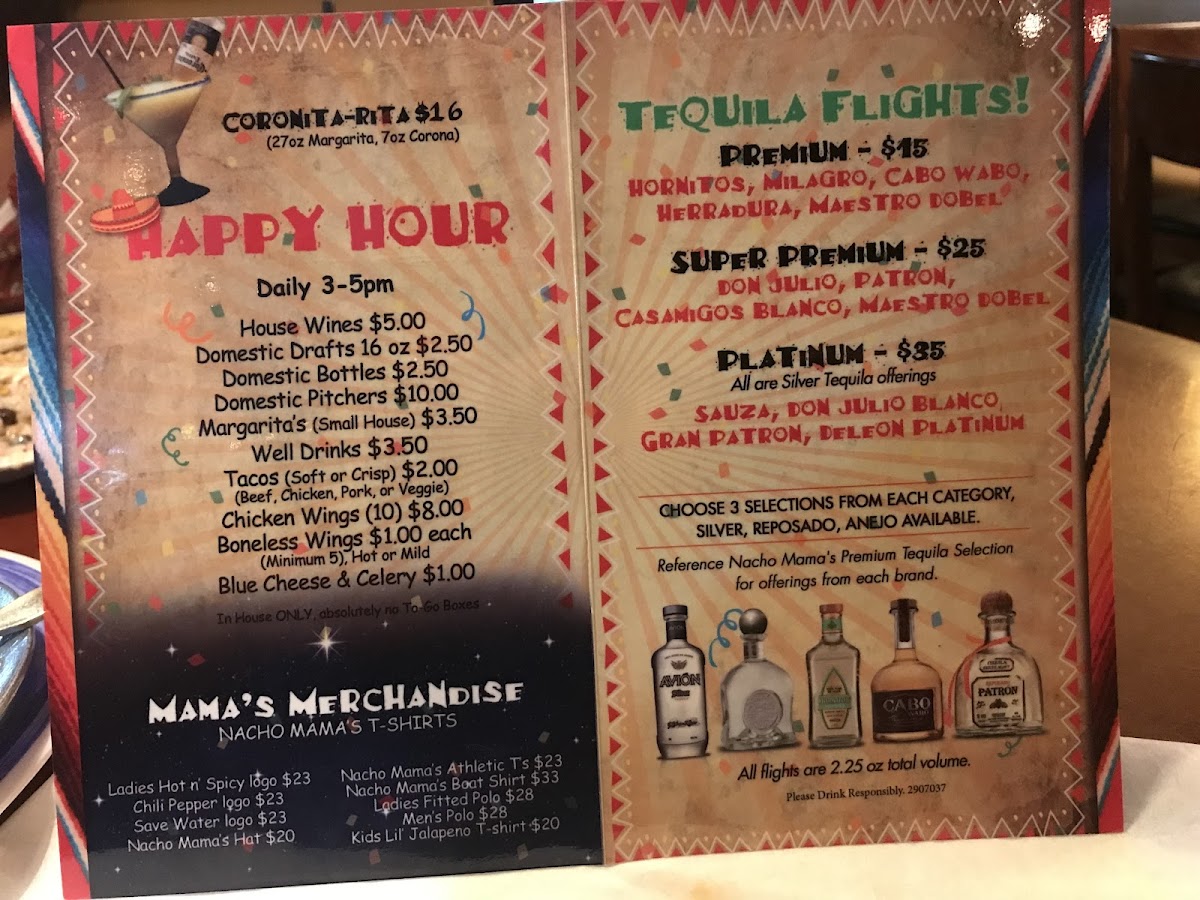 CORONITA-RITA $16
(27oz Margarita, 7oz Corona)
HAPPY HOUR
Daily 3-5pm
House Wines $5.00
Domestic Drafts 16 oz $2.50
Domestic Bottles $2.50
Domestic Pitchers $10.00
Margarita's (Small House) $3.50
Well Drinks $3.50
Tacos (Soft or Crisp) $2.00
(Beef, Chicken, Pork, or Veggie)
Chicken Wings (10) $8.00
Boneless Wings $1.00 each
(Minimum 5), Hot or Mild
Blue Cheese & Celery $1.00
In House ONLY, absolutely no To-Go Boxes
MAMA'S MERCHANDISE
NACHO MAMA'S T-SHIRTS
Ladies Hot n' Spicy logo $23
Chili Pepper logo $23
Save Water logo $23
Nacho Mama's Hat $20
Nacho Mama's Athletic T's $23
Nacho Mama's Boat Shirt $33
Ladies Fitted Polo $28
Men's Polo $28
Kids Lil' Jalapeno T-shirt $20
TEQUILA FLIGHTS!
PREMIUM - $15
HORNITOS, MILAGRO, CABO WABO,
HERRADURA, MAESTRO DOBEL
SUPER PREMIUM - $25
DON JULIO, PATRON,
CASAMIGOS BLANCO, MAESTRO DOBEL
PLATINUM - $35
All are Silver Tequila offerings
SAUZA, DON JULIO BLANCO,
GRAN PATRON, DELEON PLATINUM
CHOOSE 3 SELECTIONS FROM EACH CATEGORY,
SILVER, REPOSADO, ANEJO AVAILABLE.
Reference Nacho Mama's Premium Tequila Selection
for offerings from each brand.
AVIÓN
CABO
WABO
PATRON
All flights are 2.25 oz total volume.
Please Drink Responsibly. 2907037